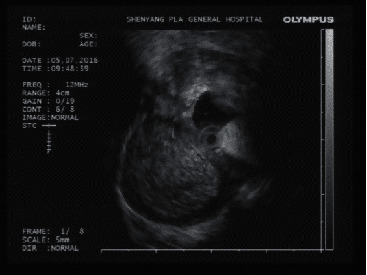 ID:
NAME:
SHENYANG PLA GENERAL HOSPITAL
OLYMPUS
SEX:
DOB: AGE:
DATE :05.07.2016
TIME :09:48:59
FREQ : 12MHz
RANGE: 4cm
GAIN : 0/19
CONT : 6/ 8
IMAGE:NORMAL
STC
FRAME: 1/ 8
SCALE: 5mm
DIR :NORMAL